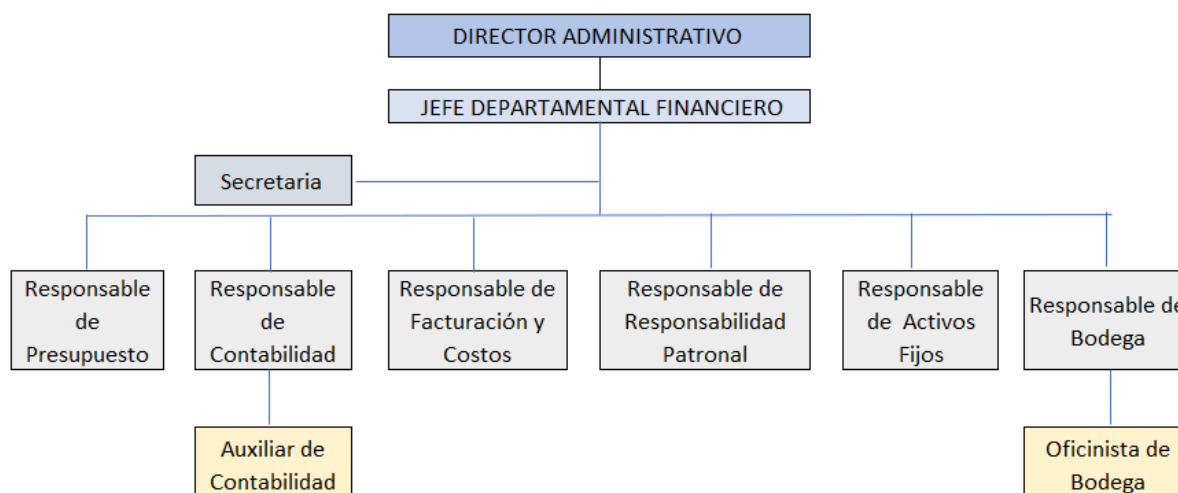 DIRECTOR ADMINISTRATIVO
JEFE DEPARTAMENTAL FINANCIERO
Secretaria
Responsable
de
Presupuesto
Responsable
de
Contabilidad
Responsable de
Facturación y
Costos
Responsable de
Responsabilidad
Patronal
Responsable
de Activos
Fijos
Responsable de
Bodega
Auxiliar de
Contabilidad
Oficinista de
Bodega